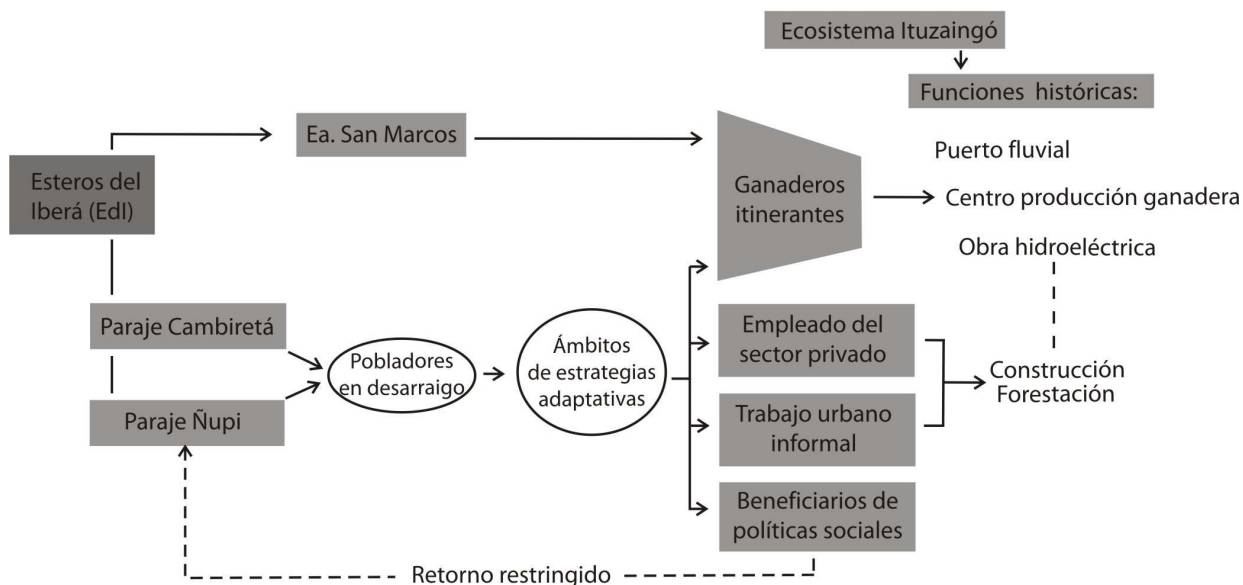 Ecosistema Ituzaingó
Funciones históricas:
Ea. San Marcos
Puerto fluvial
Esteros del
Iberá (EdI)
Ganaderos
itinerantes
Centro producción ganadera
Obra hidroeléctrica
Paraje Cambiretá
Pobladores
en desarraigo
Ámbitos
de estrategias
adaptativas
Empleado del
sector privado
Construcción
Forestación
Paraje Ñupi
Trabajo urbano
informal
Beneficiarios de
políticas sociales
Retorno restringido